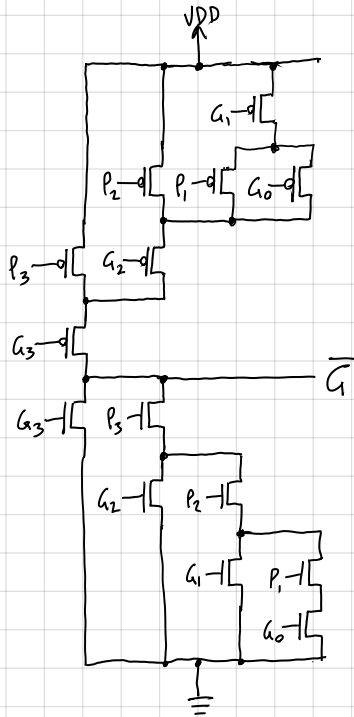 VDD
G₁
P₂
P₁
G₀
P₃
G₂
G₃
G̅
G₃
P₃
G₂
P₂
G₁
P₁
G₀